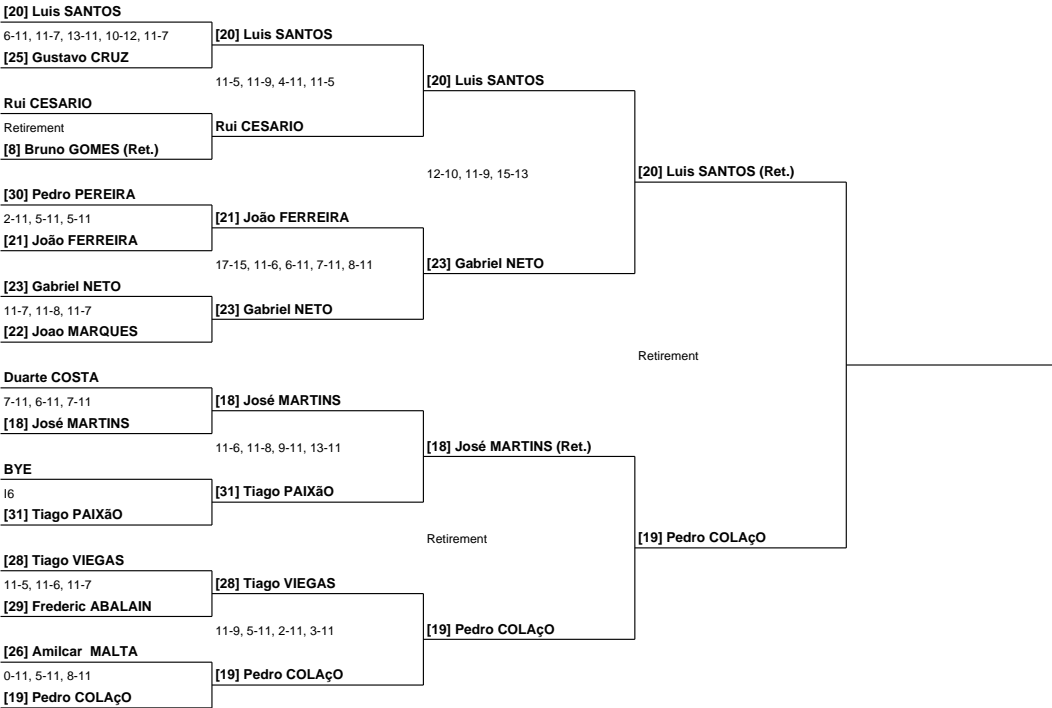 [20] Luis SANTOS
6-11, 11-7, 13-11, 10-12, 11-7
[20] Luis SANTOS
[25] Gustavo CRUZ
11-5, 11-9, 4-11, 11-5
[20] Luis SANTOS
Rui CESARIO
Retirement
Rui CESARIO
[8] Bruno GOMES (Ret.)
12-10, 11-9, 15-13
[20] Luis SANTOS (Ret.)
[30] Pedro PEREIRA
2-11, 5-11, 5-11
[21] João FERREIRA
[21] João FERREIRA
17-15, 11-6, 6-11, 7-11, 8-11
[23] Gabriel NETO
[23] Gabriel NETO
11-7, 11-8, 11-7
[23] Gabriel NETO
[22] Joao MARQUES
Retirement
Duarte COSTA
7-11, 6-11, 7-11
[18] José MARTINS
[18] José MARTINS
11-6, 11-8, 9-11, 13-11
[18] José MARTINS (Ret.)
BYE
I6
[31] Tiago PAIXãO
[31] Tiago PAIXãO
Retirement
[19] Pedro COLAçO
[28] Tiago VIEGAS
11-5, 11-6, 11-7
[28] Tiago VIEGAS
[29] Frederic ABALAIN
11-9, 5-11, 2-11, 3-11
[19] Pedro COLAçO
[26] Amilcar  MALTA
0-11, 5-11, 8-11
[19] Pedro COLAçO
[19] Pedro COLAçO